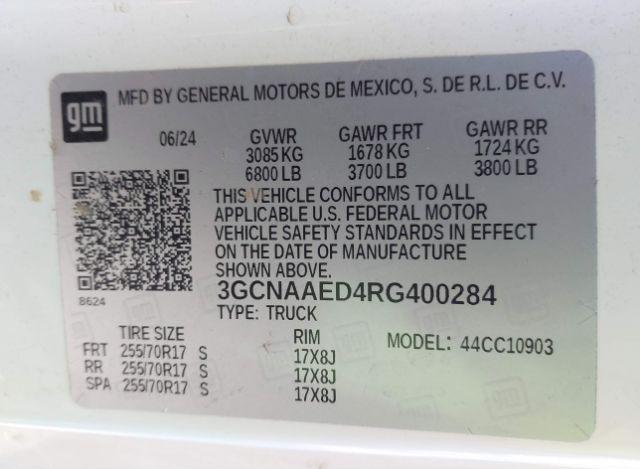 gm MFD BY GENERAL MOTORS DE MEXICO, S. DE R.L. DE C.V.
06/24 GVWR GAWR FRT GAWR RR
3085 KG 1678 KG 1724 KG
6800 LB 3700 LB 3800 LB
THIS VEHICLE CONFORMS TO ALL
APPLICABLE U.S. FEDERAL MOTOR
VEHICLE SAFETY STANDARDS IN EFFECT
ON THE DATE OF MANUFACTURE
SHOWN ABOVE.
8624
3GCNAAED4RG400284
TYPE: TRUCK
TIRE SIZE RIM MODEL: 44CC10903
FRT 255/70R17 S 17X8J
RR 255/70R17 S 17X8J
SPA 255/70R17 S 17X8J